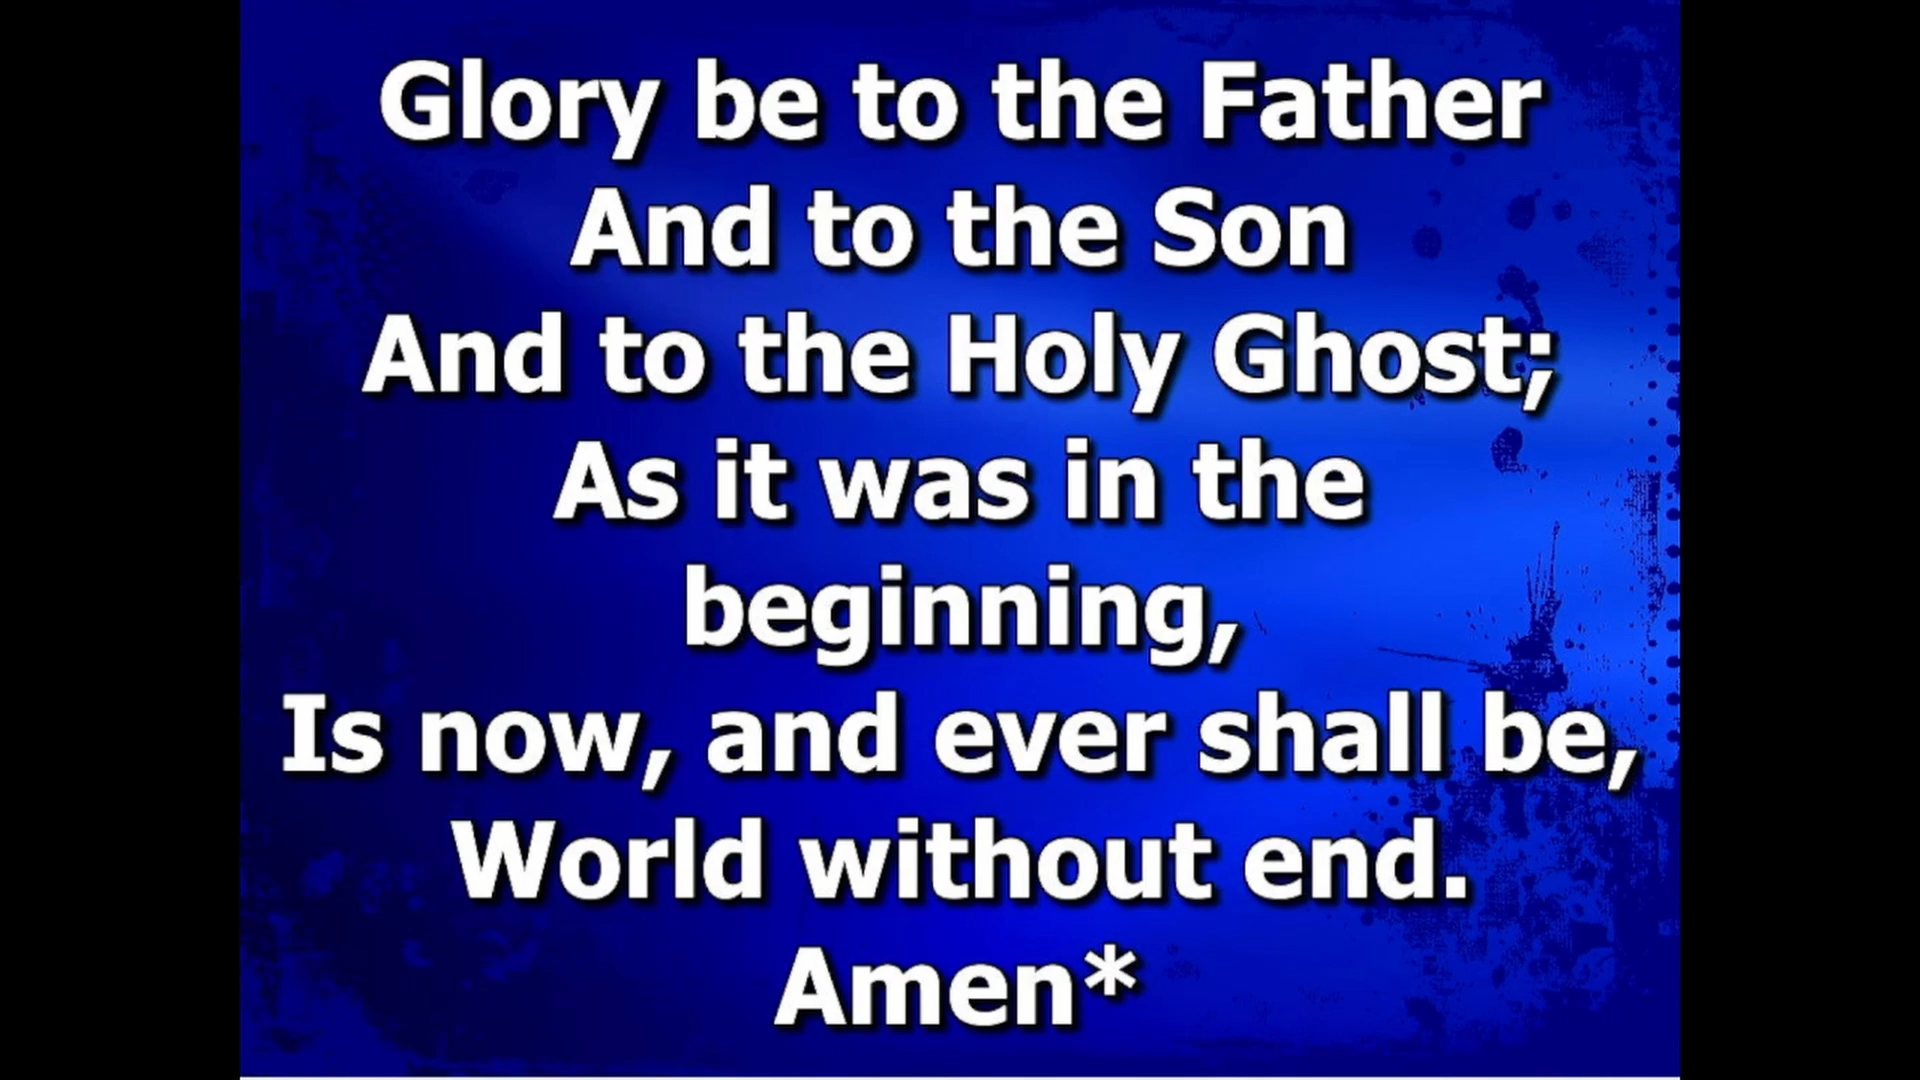 Glory be to the Father
And to the Son
And to the Holy Ghost;
As it was in the
beginning,
Is now, and ever shall be,
World without end.
Amen*